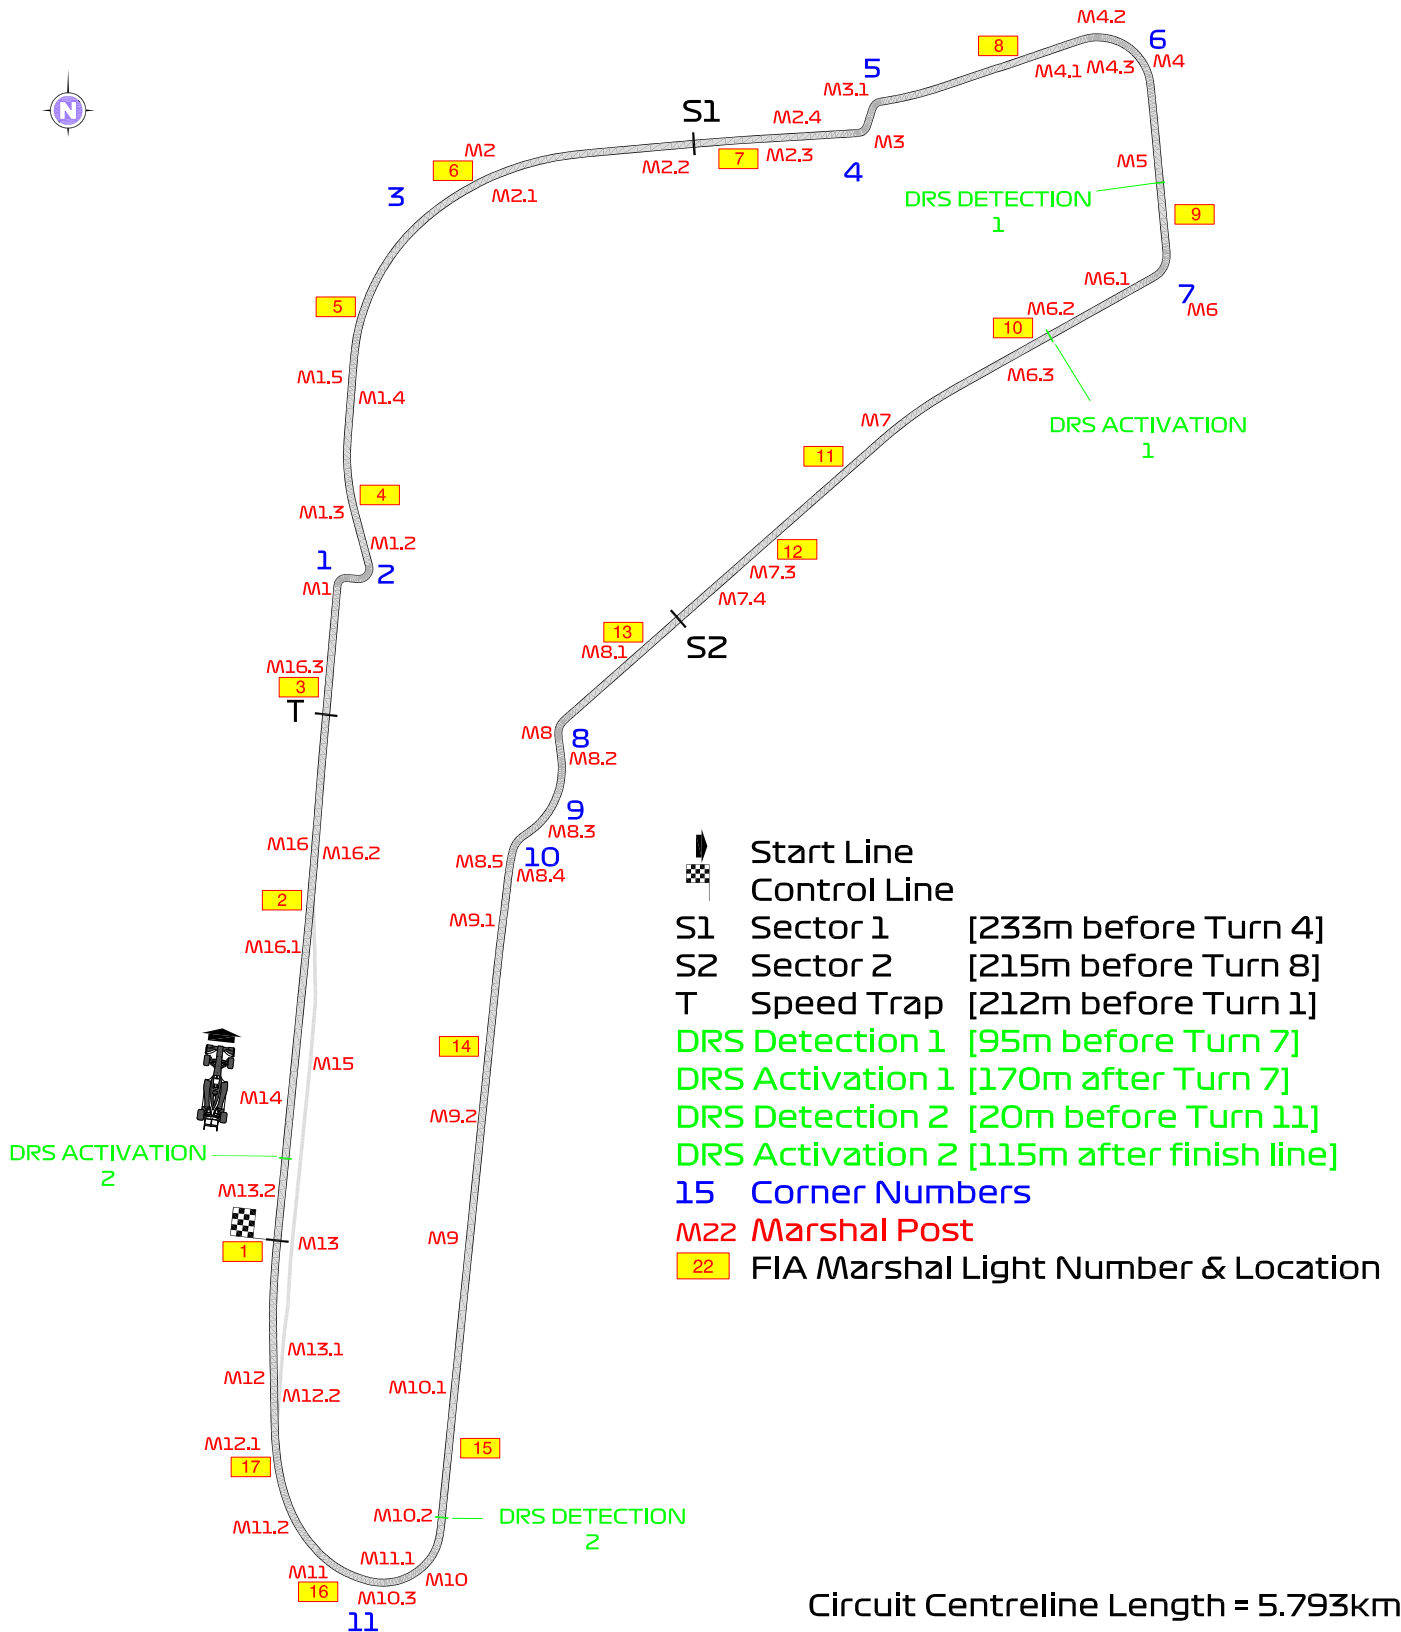 M4.2
6
8
M4.1 M4.3 M4
5
M3.1
N
S1
M2.4
M3
M2
6
7 M2.3
M2.2
4
M5
3
M2.1
DRS DETECTION
1
9
5
M6.1
7
M6
M6.2
10
M1.5
M1.4
M6.3
M7
DRS ACTIVATION
1
11
4
M1.3
M1.2
12
1
2
M7.3
M1
M7.4
13
M8.1
S2
M16.3
3
T
M8
8
M8.2
9
M8.3
M16
M16.2
10
M8.5
M8.4
2
M9.1
M16.1
14
M15
M14
M9.2
DRS ACTIVATION
2
M13.2
M13
1
M9
M13.1
M12
M12.2
M10.1
M12.1
17
15
M10.2
DRS DETECTION
2
M11.2
M11.1
M11
M10
16
M10.3
11
Start Line
Control Line
S1 Sector 1 [233m before Turn 4]
S2 Sector 2 [215m before Turn 8]
T Speed Trap [212m before Turn 1]
DRS Detection 1 [95m before Turn 7]
DRS Activation 1 [170m after Turn 7]
DRS Detection 2 [20m before Turn 11]
DRS Activation 2 [115m after finish line]
15 Corner Numbers
M22 Marshal Post
22 FIA Marshal Light Number & Location
Circuit Centreline Length = 5.793km